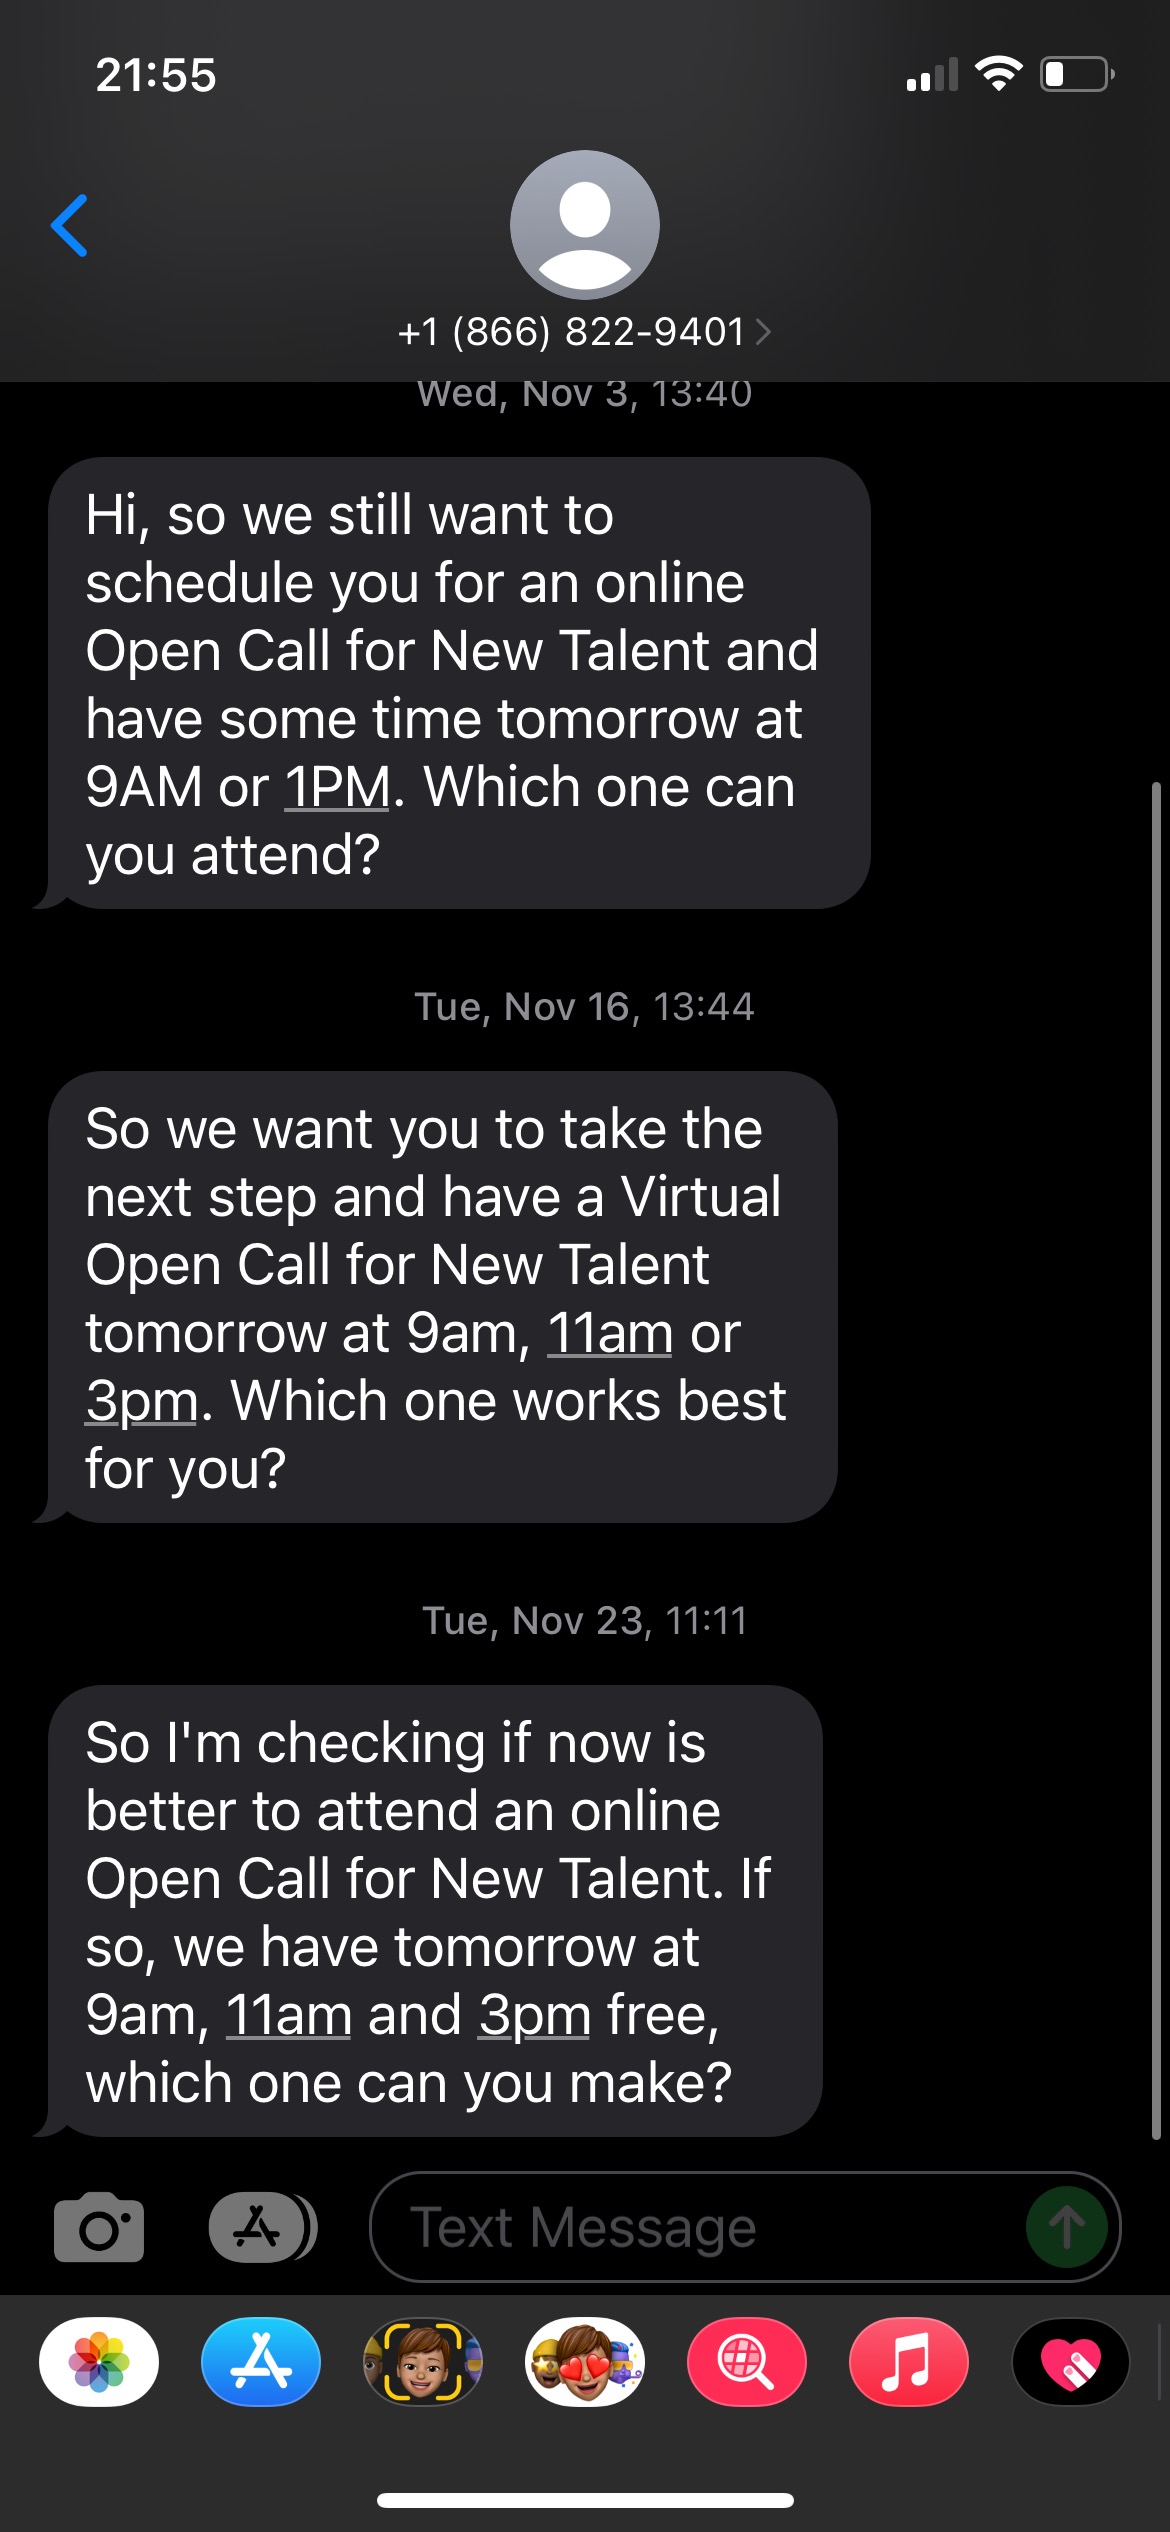 21:55
+1 (866) 822-9401
Wed, Nov 3, 13:40
Hi, so we still want to
schedule you for an online
Open Call for New Talent and
have some time tomorrow at
9AM or 1PM. Which one can
you attend?
Tue, Nov 16, 13:44
So we want you to take the
next step and have a Virtual
Open Call for New Talent
tomorrow at 9am, 11am or
3pm. Which one works best
for you?
Tue, Nov 23, 11:11
So I'm checking if now is
better to attend an online
Open Call for New Talent. If
so, we have tomorrow at
9am, 11am and 3pm free,
which one can you make?
Text Message